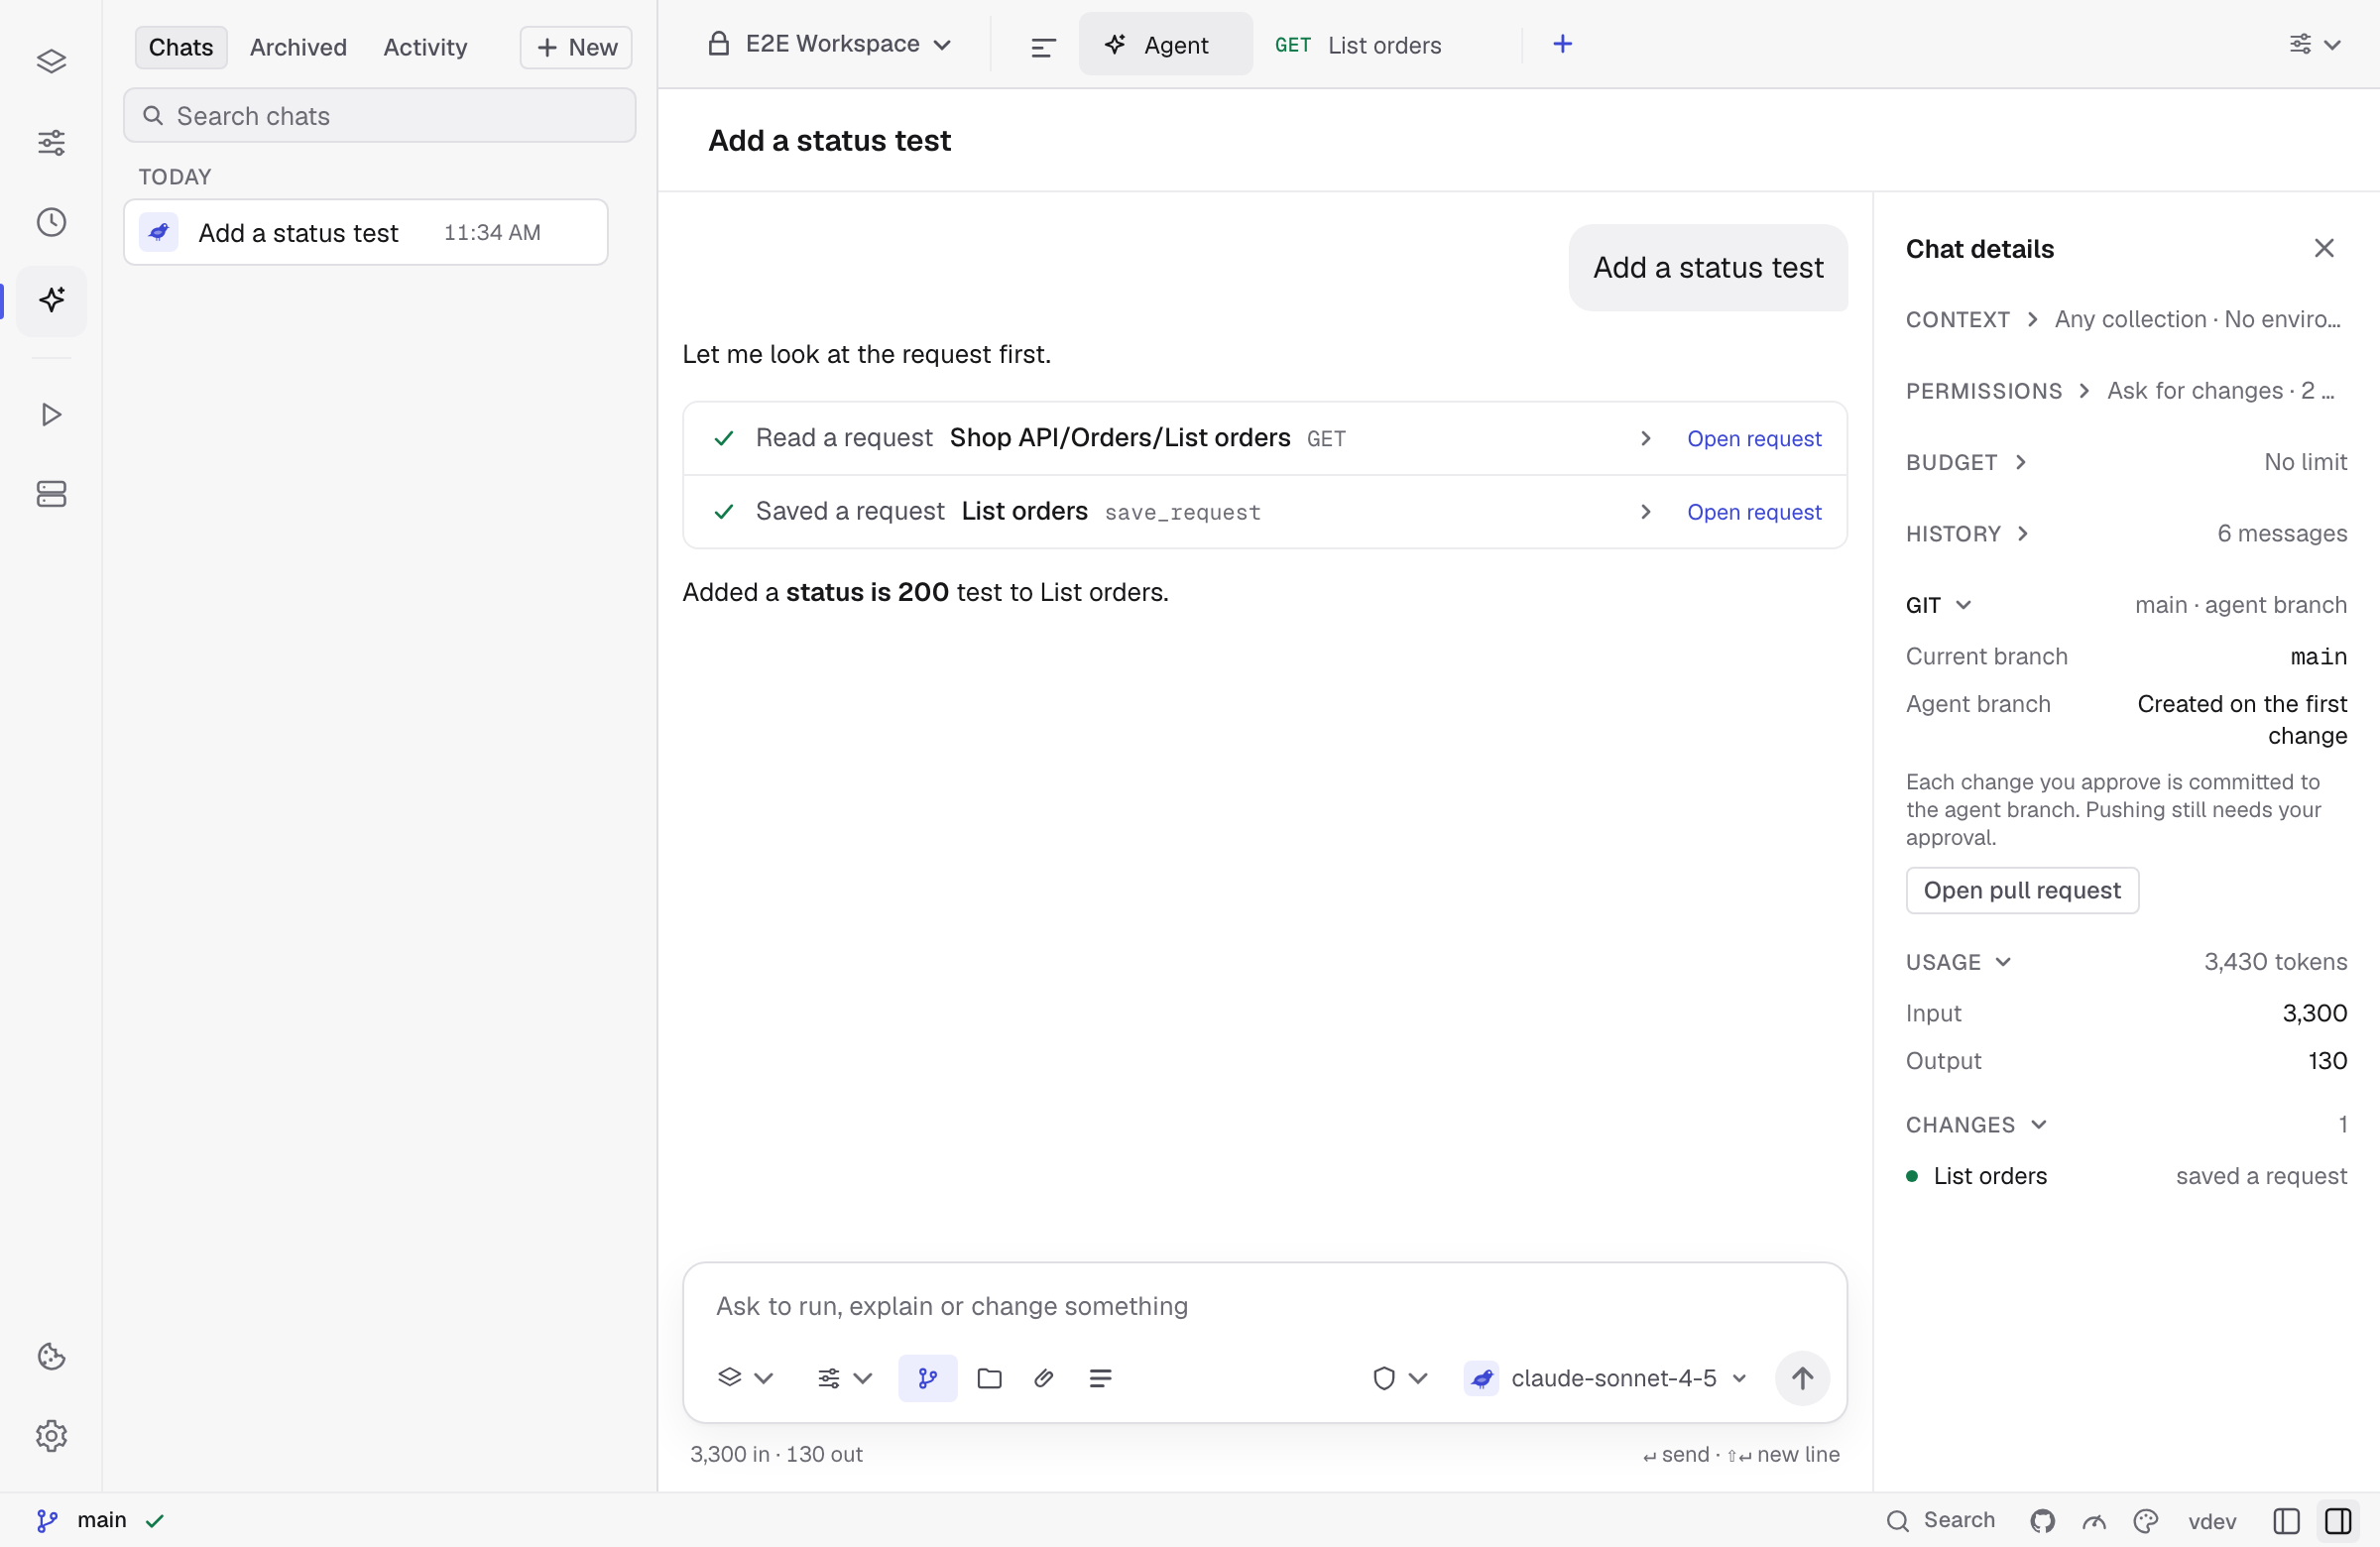 Chats Archived Activity + New
Search chats
TODAY
Add a status test 11:34 AM
E2E Workspace
Agent
GET List orders
Add a status test
Add a status test
Let me look at the request first.
Read a request Shop API/Orders/List orders GET Open request
Saved a request List orders save_request Open request
Added a status is 200 test to List orders.
Ask to run, explain or change something
claude-sonnet-4-5
3,300 in · 130 out
↵ send · ⇧↵ new line
Chat details
CONTEXT Any collection · No enviro...
PERMISSIONS Ask for changes · 2 ...
BUDGET No limit
HISTORY 6 messages
GIT main · agent branch
Current branch main
Agent branch Created on the first
change
Each change you approve is committed to
the agent branch. Pushing still needs your
approval.
Open pull request
USAGE 3,430 tokens
Input 3,300
Output 130
CHANGES 1
List orders saved a request
main
Search
vdev